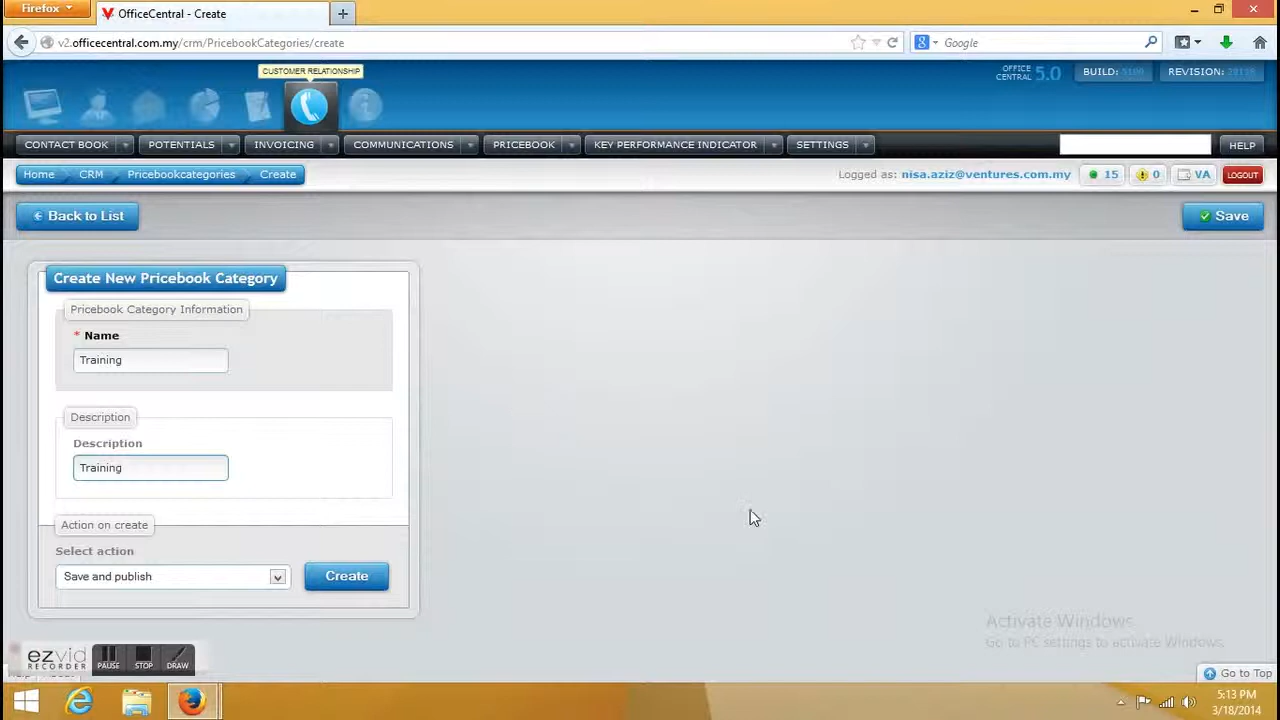 Firefox
OfficeCentral - Create
v2.officecentral.com.my/crm/PricebookCategories/create
Google
CUSTOMER RELATIONSHIP
OFFICE
CENTRAL 5.0
BUILD:
REVISION:
CONTACT BOOK
POTENTIALS
INVOICING
COMMUNICATIONS
PRICEBOOK
KEY PERFORMANCE INDICATOR
SETTINGS
HELP
Home
CRM
Pricebookcategories
Create
Logged as: nisa.aziz@ventures.com.my
15
0
VA
LOGOUT
Back to List
Save
Create New Pricebook Category
Pricebook Category Information
* Name
Training
Description
Description
Training
Action on create
Select action
Save and publish
Create
Activate Windows
Go to PC settings to activate Windows.
ezvid
RECORDER
PAUSE
STOP
DRAW
Go to Top
5:13 PM
3/18/2014